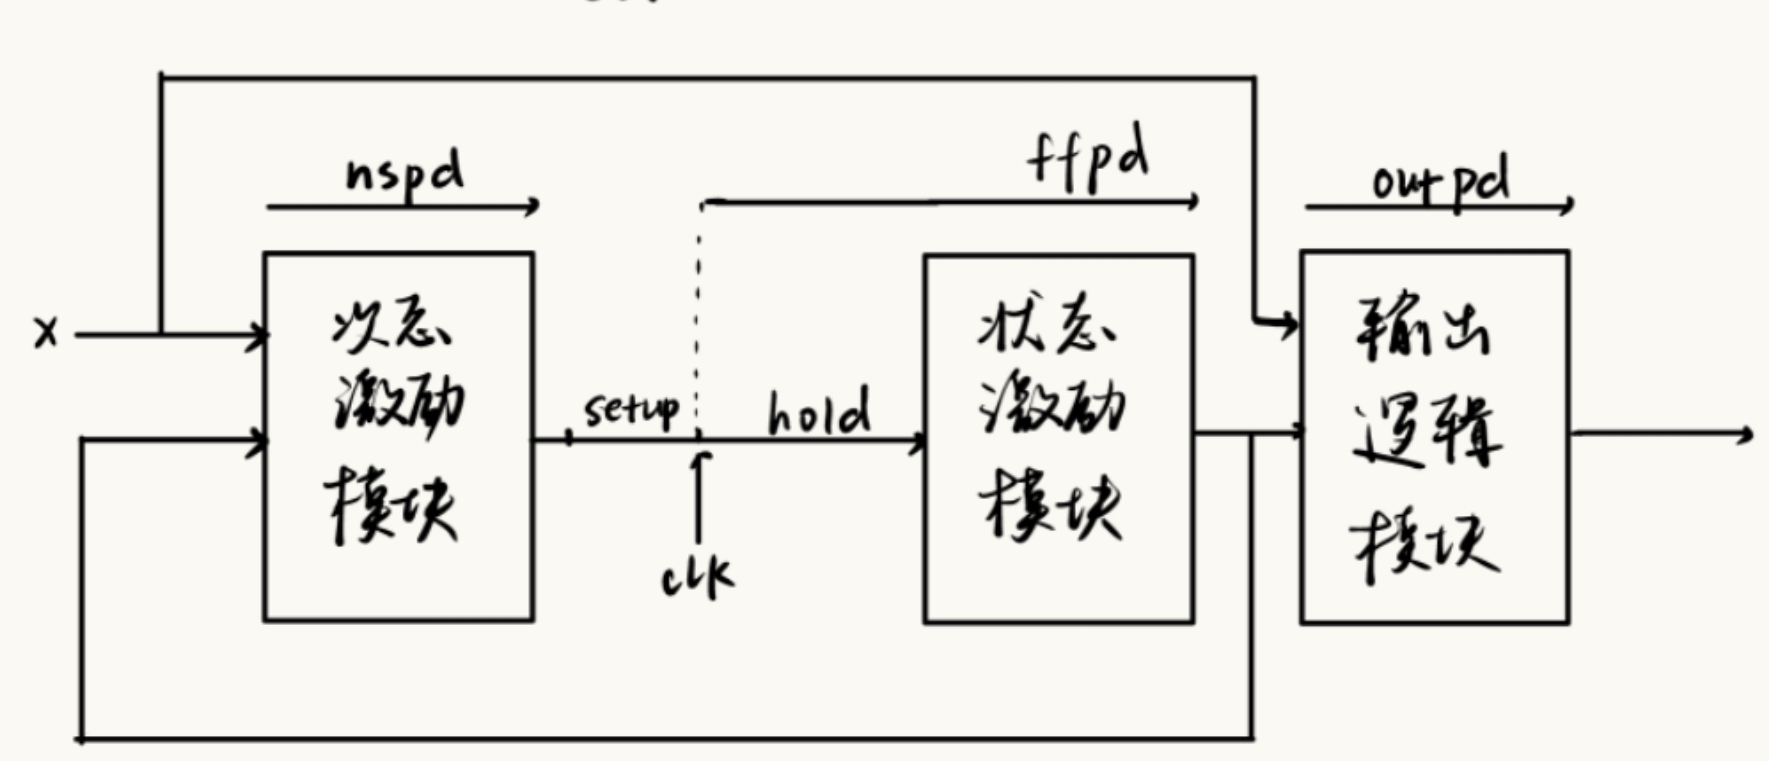 nspd
ffpd
outpd
X
次态
激励
模块
setup
hold
clk
状态
激励
模块
输出
逻辑
模块